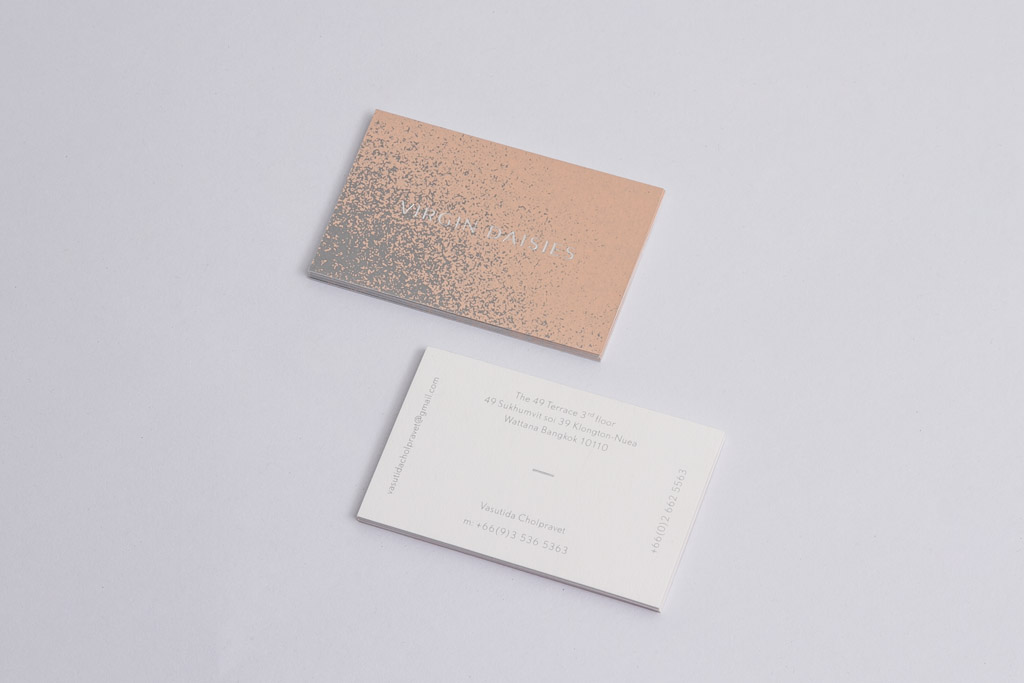 VIRGIN DAISIES
The 49 Terrace 3rd floor
49 Sukhumvit soi 39 Klongton-Nuea
Wattana Bangkok 10110
vasutidacholpravet@gmail.com
+66(0)2 662 5563
Vasutida Cholpravet
m: +66(9)3 536 5363